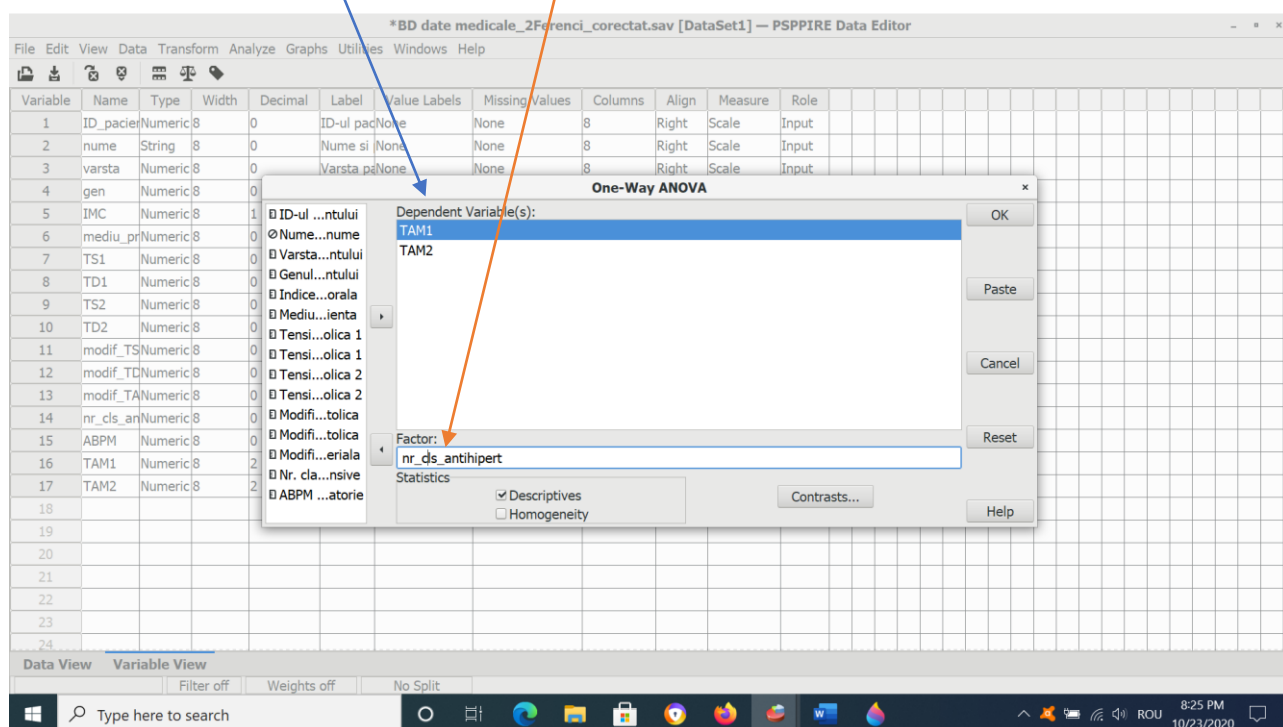 *BD date medicale_2Ferenci_corectat.sav [DataSet1] — PSPPIRE Data Editor
File Edit View Data Transform Analyze Graphs Utilities Windows Help
Variable Name Type Width Decimal Label Value Labels Missing Values Columns Align Measure Role
1 ID_pacier Numeric 8 0 ID-ul pac None None 8 Right Scale Input
2 nume String 8 0 Nume si None None 8 Right Scale Input
3 varsta Numeric 8 0 Varsta pa None None 8 Right Scale Input
4 gen Numeric 8 0
5 IMC Numeric 8 1
6 mediu_pr Numeric 8 0
7 TS1 Numeric 8 0
8 TD1 Numeric 8 0
9 TS2 Numeric 8 0
10 TD2 Numeric 8 0
11 modif_TS Numeric 8 0
12 modif_TD Numeric 8 0
13 modif_TA Numeric 8 0
14 nr_cls_an Numeric 8 0
15 ABPM Numeric 8 0
16 TAM1 Numeric 8 2
17 TAM2 Numeric 8 2
18
19
20
21
22
23
24
One-Way ANOVA
ID-ul ...ntului
Nume...nume
Varsta...ntului
Genul...ntului
Indice...orala
Mediu...ienta
Tensi...olica 1
Tensi...olica 1
Tensi...olica 2
Tensi...olica 2
Modifi...tolica
Modifi...tolica
Modifi...eriala
Nr. cla...nsive
ABPM ...atorie
Dependent Variable(s):
TAM1
TAM2
Factor:
nr_cls_antihipert
Statistics
Descriptives
Homogeneity
Contrasts...
OK
Paste
Cancel
Reset
Help
Data View Variable View
Filter off Weights off No Split
Type here to search
ROU
8:25 PM
10/23/2020